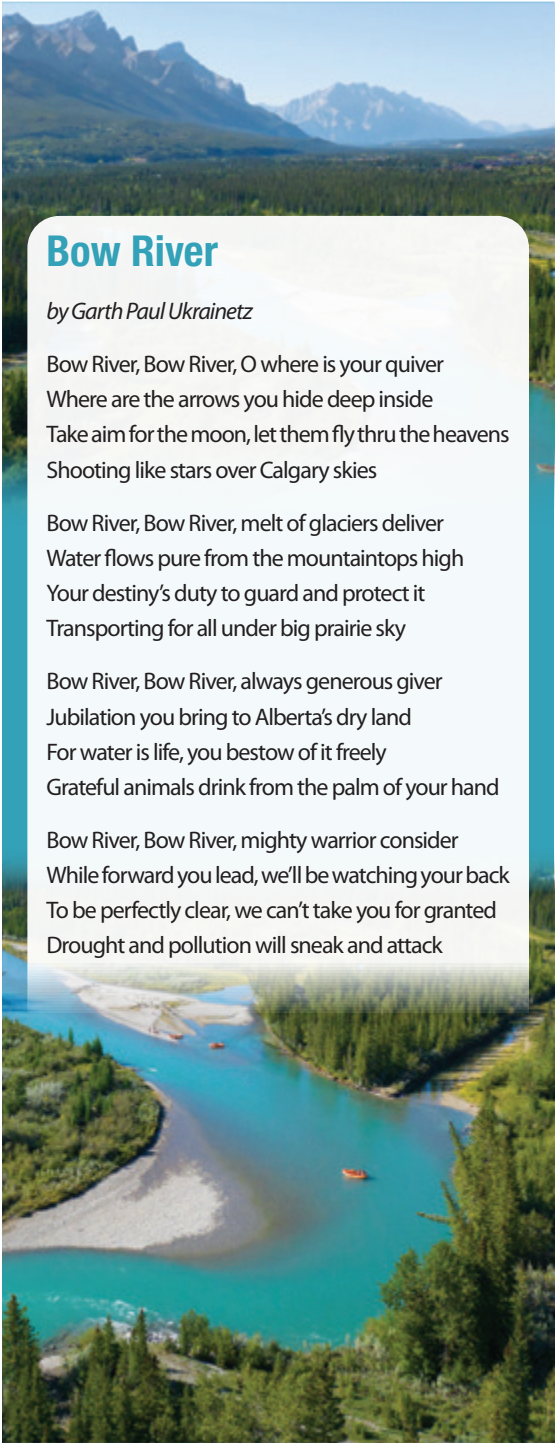 Bow River
by Garth Paul Ukrainetz
Bow River, Bow River, O where is your quiver
Where are the arrows you hide deep inside
Take aim for the moon, let them fly thru the heavens
Shooting like stars over Calgary skies
Bow River, Bow River, melt of glaciers deliver
Water flows pure from the mountaintops high
Your destiny’s duty to guard and protect it
Transporting for all under big prairie sky
Bow River, Bow River, always generous giver
Jubilation you bring to Alberta’s dry land
For water is life, you bestow of it freely
Grateful animals drink from the palm of your hand
Bow River, Bow River, mighty warrior consider
While forward you lead, we’ll be watching your back
To be perfectly clear, we can’t take you for granted
Drought and pollution will sneak and attack